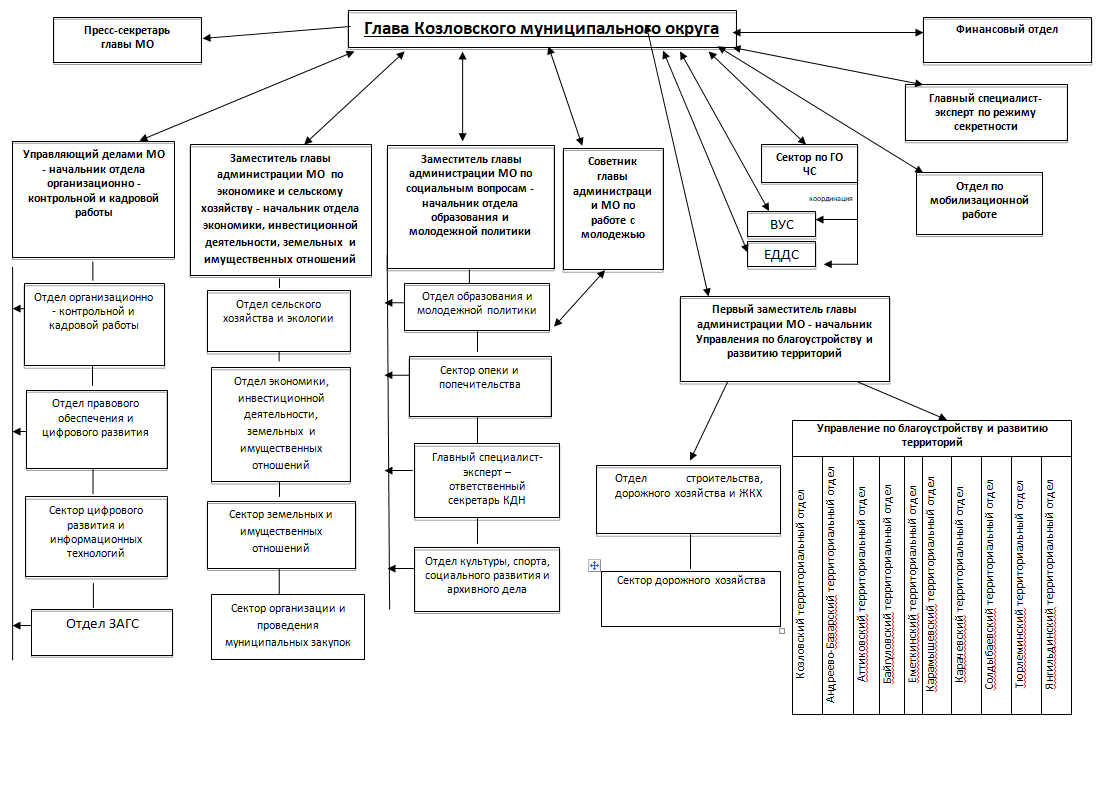 Пресс-секретарь
главы МО
Глава Козловского муниципального округа
Финансовый отдел
Главный специалист-
эксперт по режиму
секретности
Управляющий делами МО
- начальник отдела
организационно -
контрольной и кадровой
работы
Заместитель главы
администрации МО по
экономике и сельскому
хозяйству - начальник отдела
экономики, инвестиционной
деятельности, земельных и
имущественных отношений
Заместитель главы
администрации МО по
социальным вопросам -
начальник отдела
образования и
молодежной политики
Советник
главы
администраци
и МО по
работе с
молодежью
Сектор по ГО
ЧС
координация
ВУС
ЕДДС
Отдел по
мобилизационной
работе
Отдел организационно
- контрольной и
кадровой работы
Отдел правового
обеспечения и
цифрового развития
Сектор цифрового
развития и
информационных
технологий
Отдел ЗАГС
Отдел сельского
хозяйства и экологии
Отдел экономики,
инвестиционной
деятельности,
земельных и
имущественных
отношений
Сектор земельных и
имущественных
отношений
Сектор организации и
проведения
муниципальных закупок
Отдел образования и
молодежной политики
Сектор опеки и
попечительства
Главный специалист-
эксперт –
ответственный
секретарь КДН
Отдел культуры, спорта,
социального развития и
архивного дела
Первый заместитель главы
администрации МО - начальник
Управления по благоустройству и
развитию территорий
Отдел строительства,
дорожного хозяйства и ЖКХ
Сектор дорожного хозяйства
Управление по благоустройству и развитию
территорий
Козловский территориальный отдел
Андреево-Базарский территориальный отдел
Аттиковский территориальный отдел
Байгуловский территориальный отдел
Еметкинский территориальный отдел
Карамышевский территориальный отдел
Карачевский территориальный отдел
Солдыбаевский территориальный отдел
Тюрлеминский территориальный отдел
Янгильдинский территориальный отдел